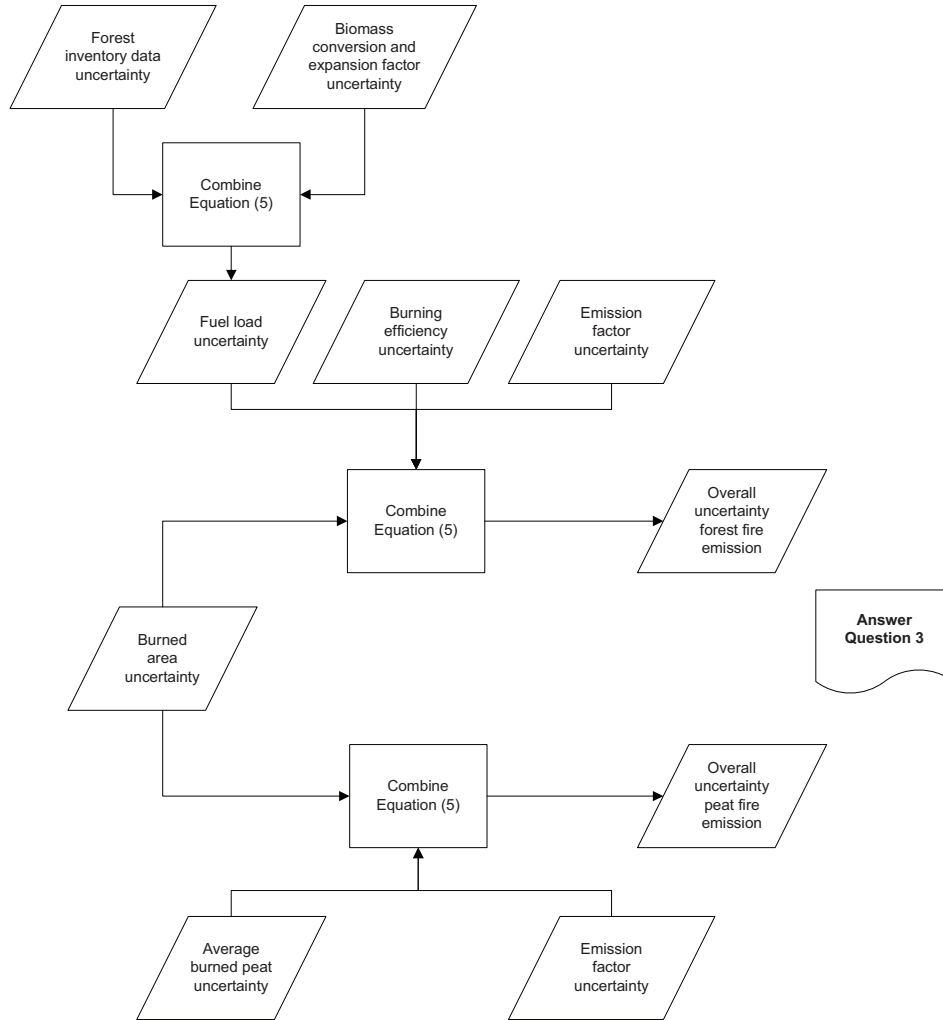 Forest
inventory data
uncertainty
Biomass
conversion and
expansion factor
uncertainty
Combine
Equation (5)
Fuel load
uncertainty
Burning
efficiency
uncertainty
Emission
factor
uncertainty
Combine
Equation (5)
Overall
uncertainty
forest fire
emission
Answer
Question 3
Burned
area
uncertainty
Combine
Equation (5)
Overall
uncertainty
peat fire
emission
Average
burned peat
uncertainty
Emission
factor
uncertainty